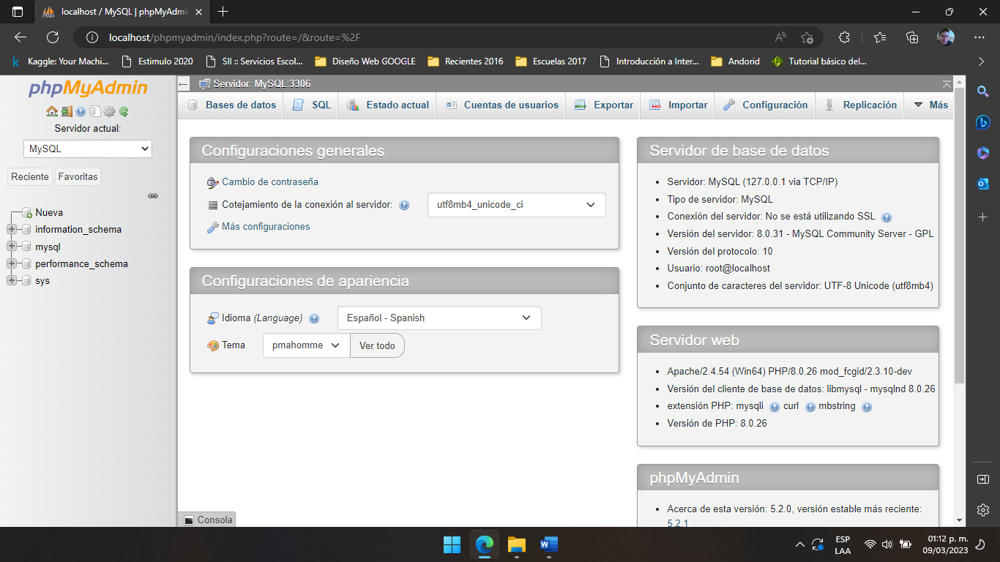 localhost / MySQL | phpMyAdmin
localhost/phpmyadmin/index.php?route=/&route=%2F
Kaggle: Your Machi... Estimulo 2020 SII :: Servicios Escol... Diseño Web GOOGLE Recientes 2016 Escuelas 2017 Introducción a Inter... Andorid Tutorial básico del...
phpMyAdmin
Servidor actual:
MySQL
Reciente Favoritas
Nueva
information_schema
mysql
performance_schema
sys
Servidor: MySQL:3306
Bases de datos SQL Estado actual Cuentas de usuarios Exportar Importar Configuración Replicación Más
Configuraciones generales
Cambio de contraseña
Cotejamiento de la conexión al servidor: utf8mb4_unicode_ci
Más configuraciones
Configuraciones de apariencia
Idioma (Language) Español - Spanish
Tema pmahomme Ver todo
Servidor de base de datos
Servidor: MySQL (127.0.0.1 via TCP/IP)
Tipo de servidor: MySQL
Conexión del servidor: No se está utilizando SSL
Versión del servidor: 8.0.31 - MySQL Community Server - GPL
Versión del protocolo: 10
Usuario: root@localhost
Conjunto de caracteres del servidor: UTF-8 Unicode (utf8mb4)
Servidor web
Apache/2.4.54 (Win64) PHP/8.0.26 mod_fcgid/2.3.10-dev
Versión del cliente de base de datos: libmysql - mysqlnd 8.0.26
extensión PHP: mysqli curl mbstring
Versión de PHP: 8.0.26
phpMyAdmin
Acerca de esta versión: 5.2.0, versión estable más reciente:
5.2.1
Consola
ESP
LAA
01:12 p. m.
09/03/2023